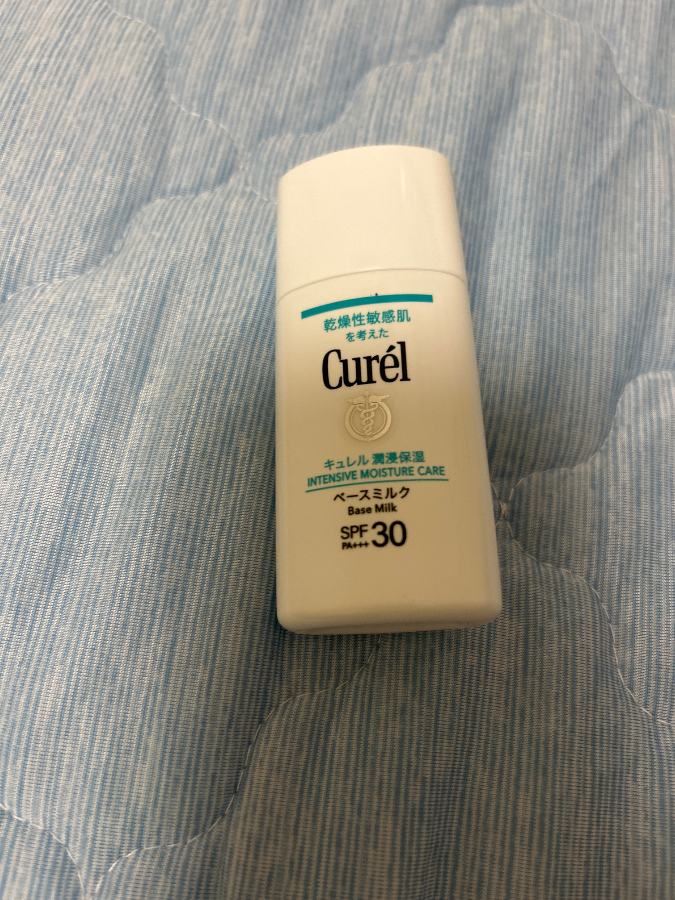 乾燥性敏感肌
を考えた
Curél
キュレル 潤浸保湿
INTENSIVE MOISTURE CARE
ベースミルク
Base Milk
SPF 30
PA+++